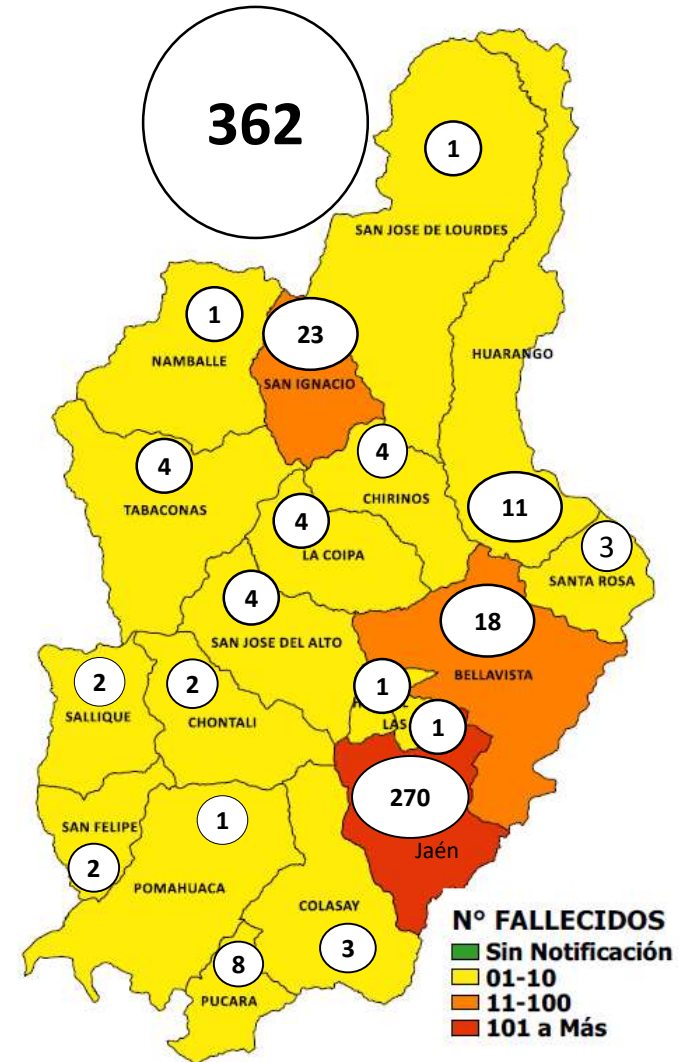 362
1
SAN JOSE DE LOURDES
1
NAMBALLE
23
SAN IGNACIO
HUARANGO
4
TABACONAS
4
CHIRINOS
11
4
LA COIPA
3
SANTA ROSA
4
SAN JOSE DEL ALTO
18
BELLAVISTA
2
SALLIQUE
2
CHONTALI
1
LAS
1
270
Jaén
SAN FELIPE
2
1
POMAHUACA
COLASAY
3
8
PUCARA
N° FALLECIDOS
Sin Notificación
01-10
11-100
101 a Más